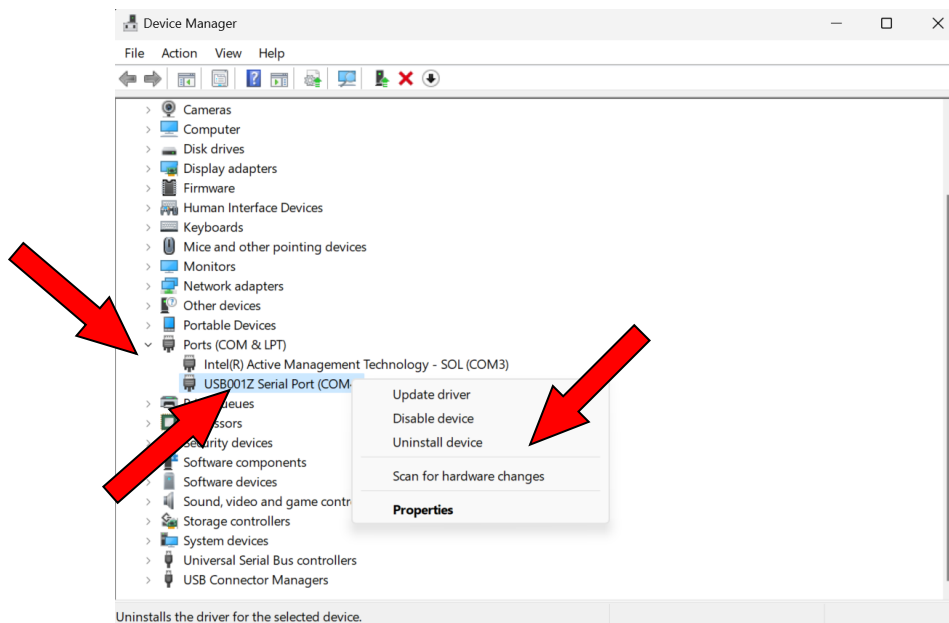 Device Manager
File Action View Help
Cameras
Computer
Disk drives
Display adapters
Firmware
Human Interface Devices
Keyboards
Mice and other pointing devices
Monitors
Network adapters
Other devices
Portable Devices
Ports (COM & LPT)
Intel(R) Active Management Technology - SOL (COM3)
USB001Z Serial Port (COM
Update driver
Disable device
Uninstall device
Scan for hardware changes
Properties
Security devices
Software components
Software devices
Sound, video and game contr
Storage controllers
System devices
Universal Serial Bus controllers
USB Connector Managers
Uninstalls the driver for the selected device.